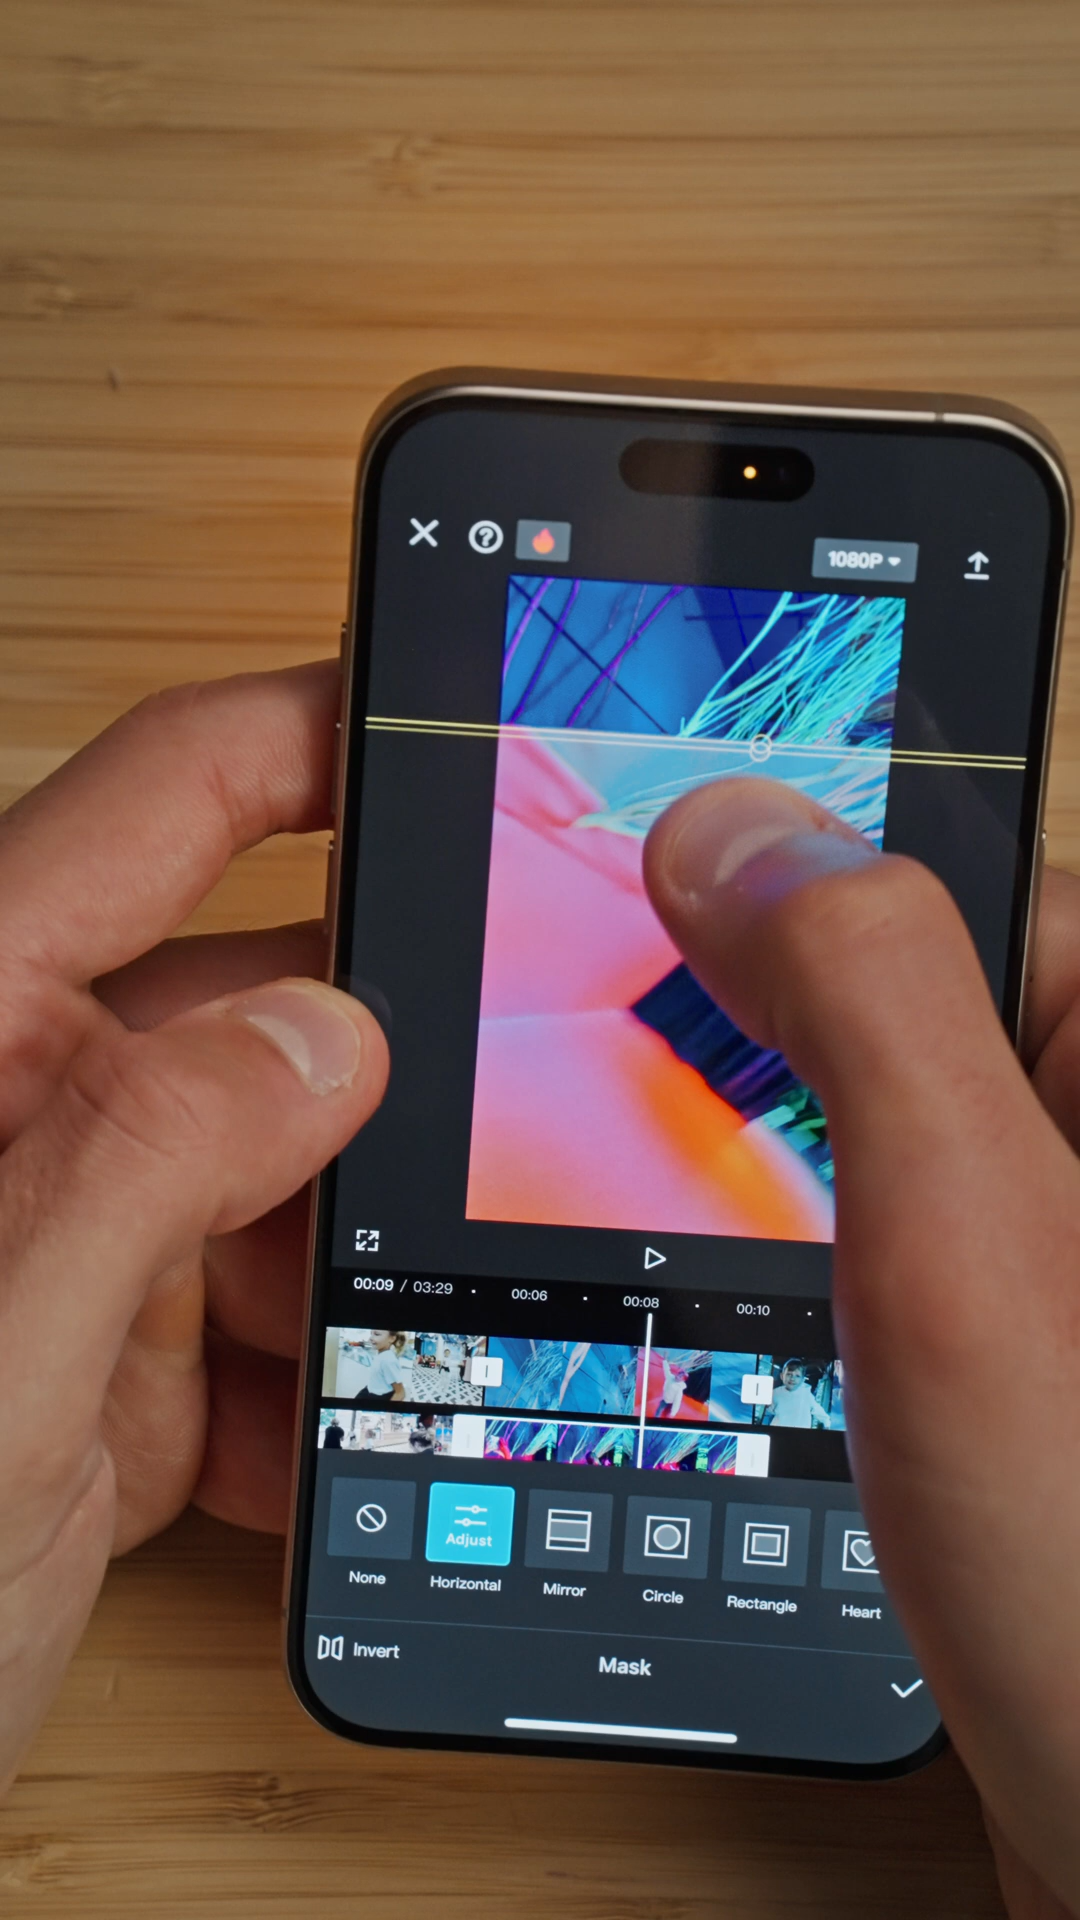 1080P
00:09 / 03:29
00:06
00:08
00:10
Adjust
None
Horizontal
Mirror
Circle
Rectangle
Heart
Invert
Mask